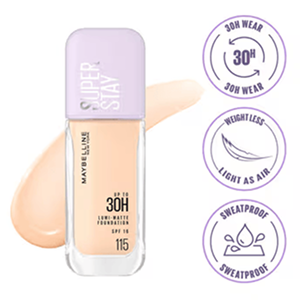 SUPER
STAY
MAYBELLINE
NEW YORK
UP TO
30H
LUMI-MATTE
FOUNDATION
SPF 16
115
30H WEAR
30H
30H WEAR
WEIGHTLESS
LIGHT AS AIR
SWEATPROOF
SWEATPROOF